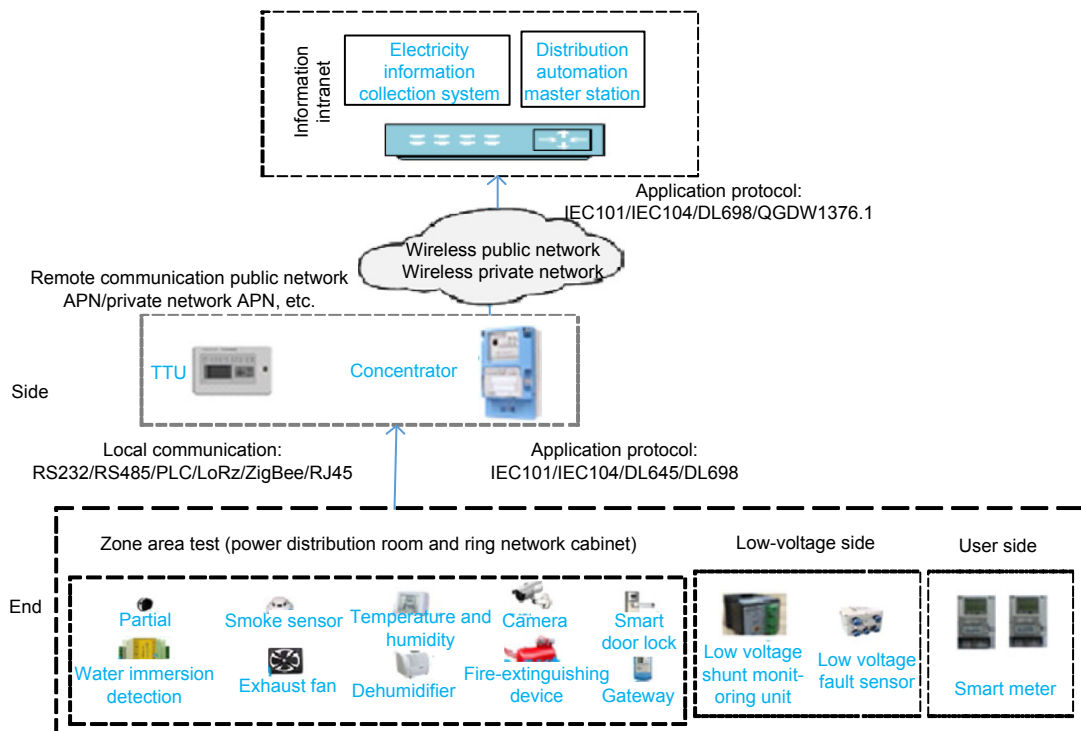 Information
intranet
Electricity
information
collection system
Distribution
automation
master station
Application protocol:
IEC101/IEC104/DL698/QGDW1376.1
Wireless public network
Wireless private network
Remote communication public network
APN/private network APN, etc.
Side
TTU
Concentrator
Local communication:
RS232/RS485/PLC/LoRz/ZigBee/RJ45
Application protocol:
IEC101/IEC104/DL645/DL698
End
Zone area test (power distribution room and ring network cabinet)
Partial
Smoke sensor
Temperature and
humidity
Camera
Smart
door lock
Water immersion
detection
Exhaust fan
Dehumidifier
Fire-extinguishing
device
Gateway
Low-voltage side
Low voltage
shunt monit-
oring unit
Low voltage
fault sensor
User side
Smart meter